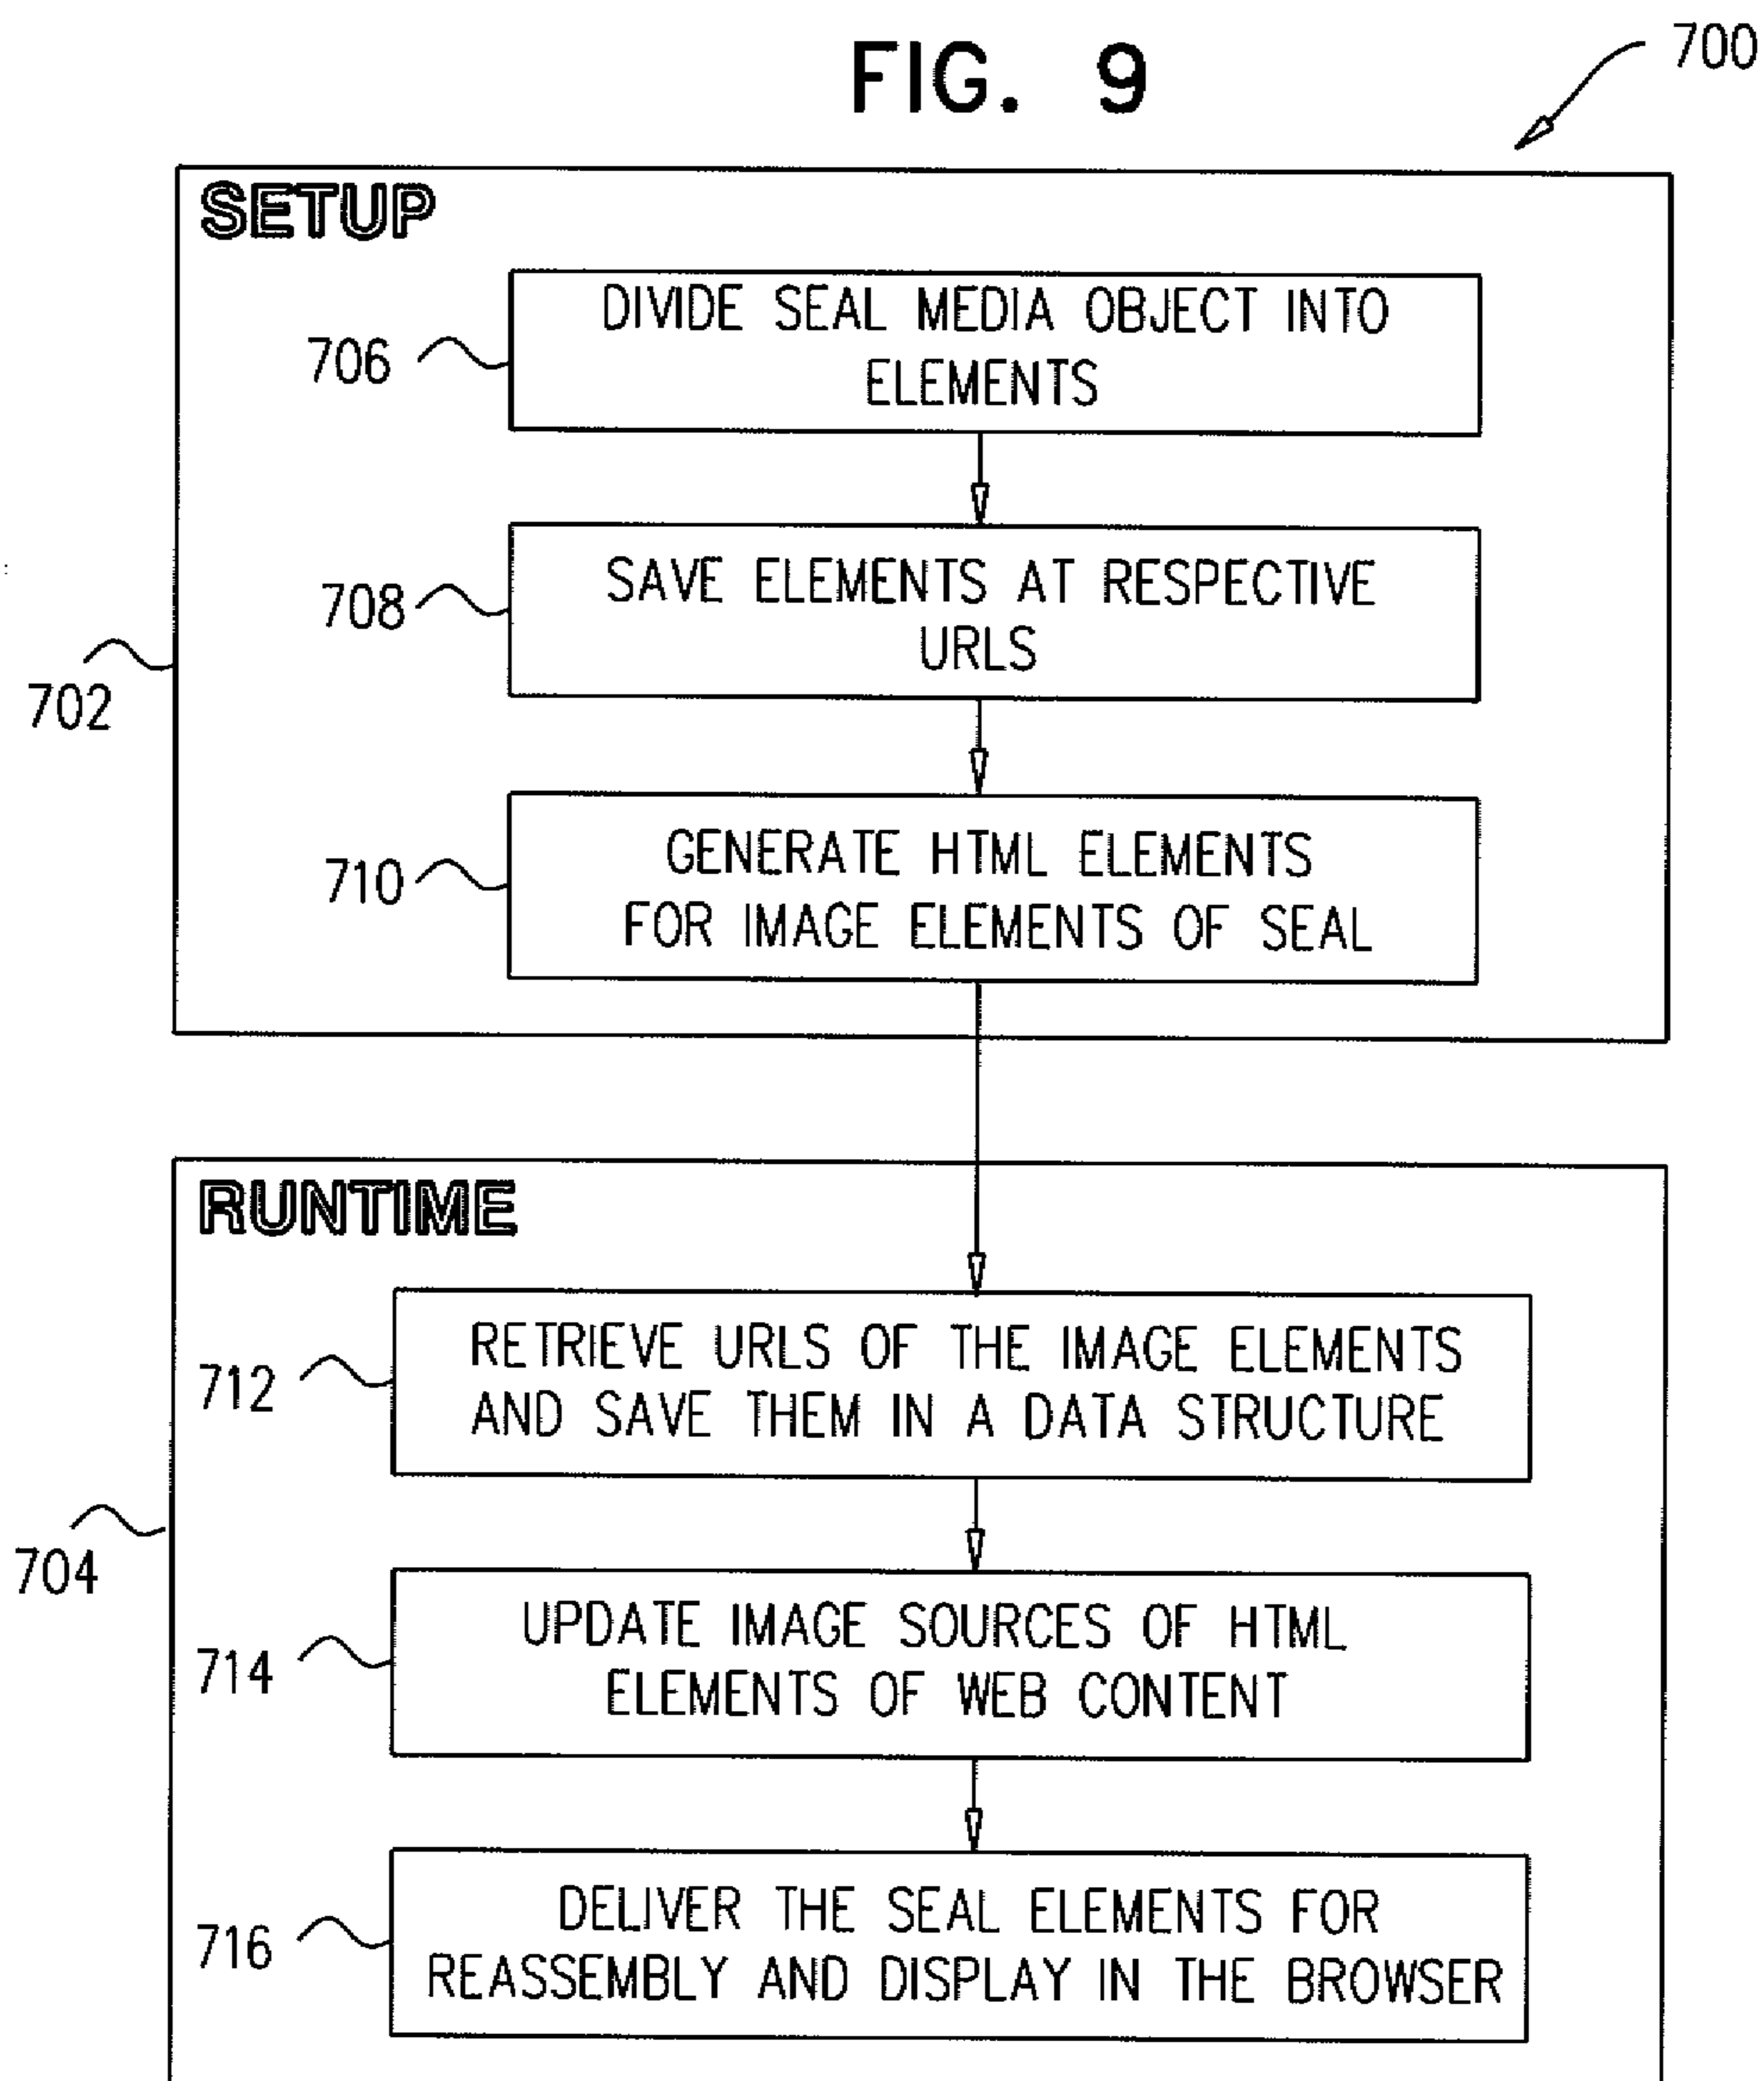 FIG. 9
700
SETUP
706
DIVIDE SEAL MEDIA OBJECT INTO
ELEMENTS
708
SAVE ELEMENTS AT RESPECTIVE
URLS
702
710
GENERATE HTML ELEMENTS
FOR IMAGE ELEMENTS OF SEAL
RUNTIME
712
RETRIEVE URLS OF THE IMAGE ELEMENTS
AND SAVE THEM IN A DATA STRUCTURE
704
714
UPDATE IMAGE SOURCES OF HTML
ELEMENTS OF WEB CONTENT
716
DELIVER THE SEAL ELEMENTS FOR
REASSEMBLY AND DISPLAY IN THE BROWSER